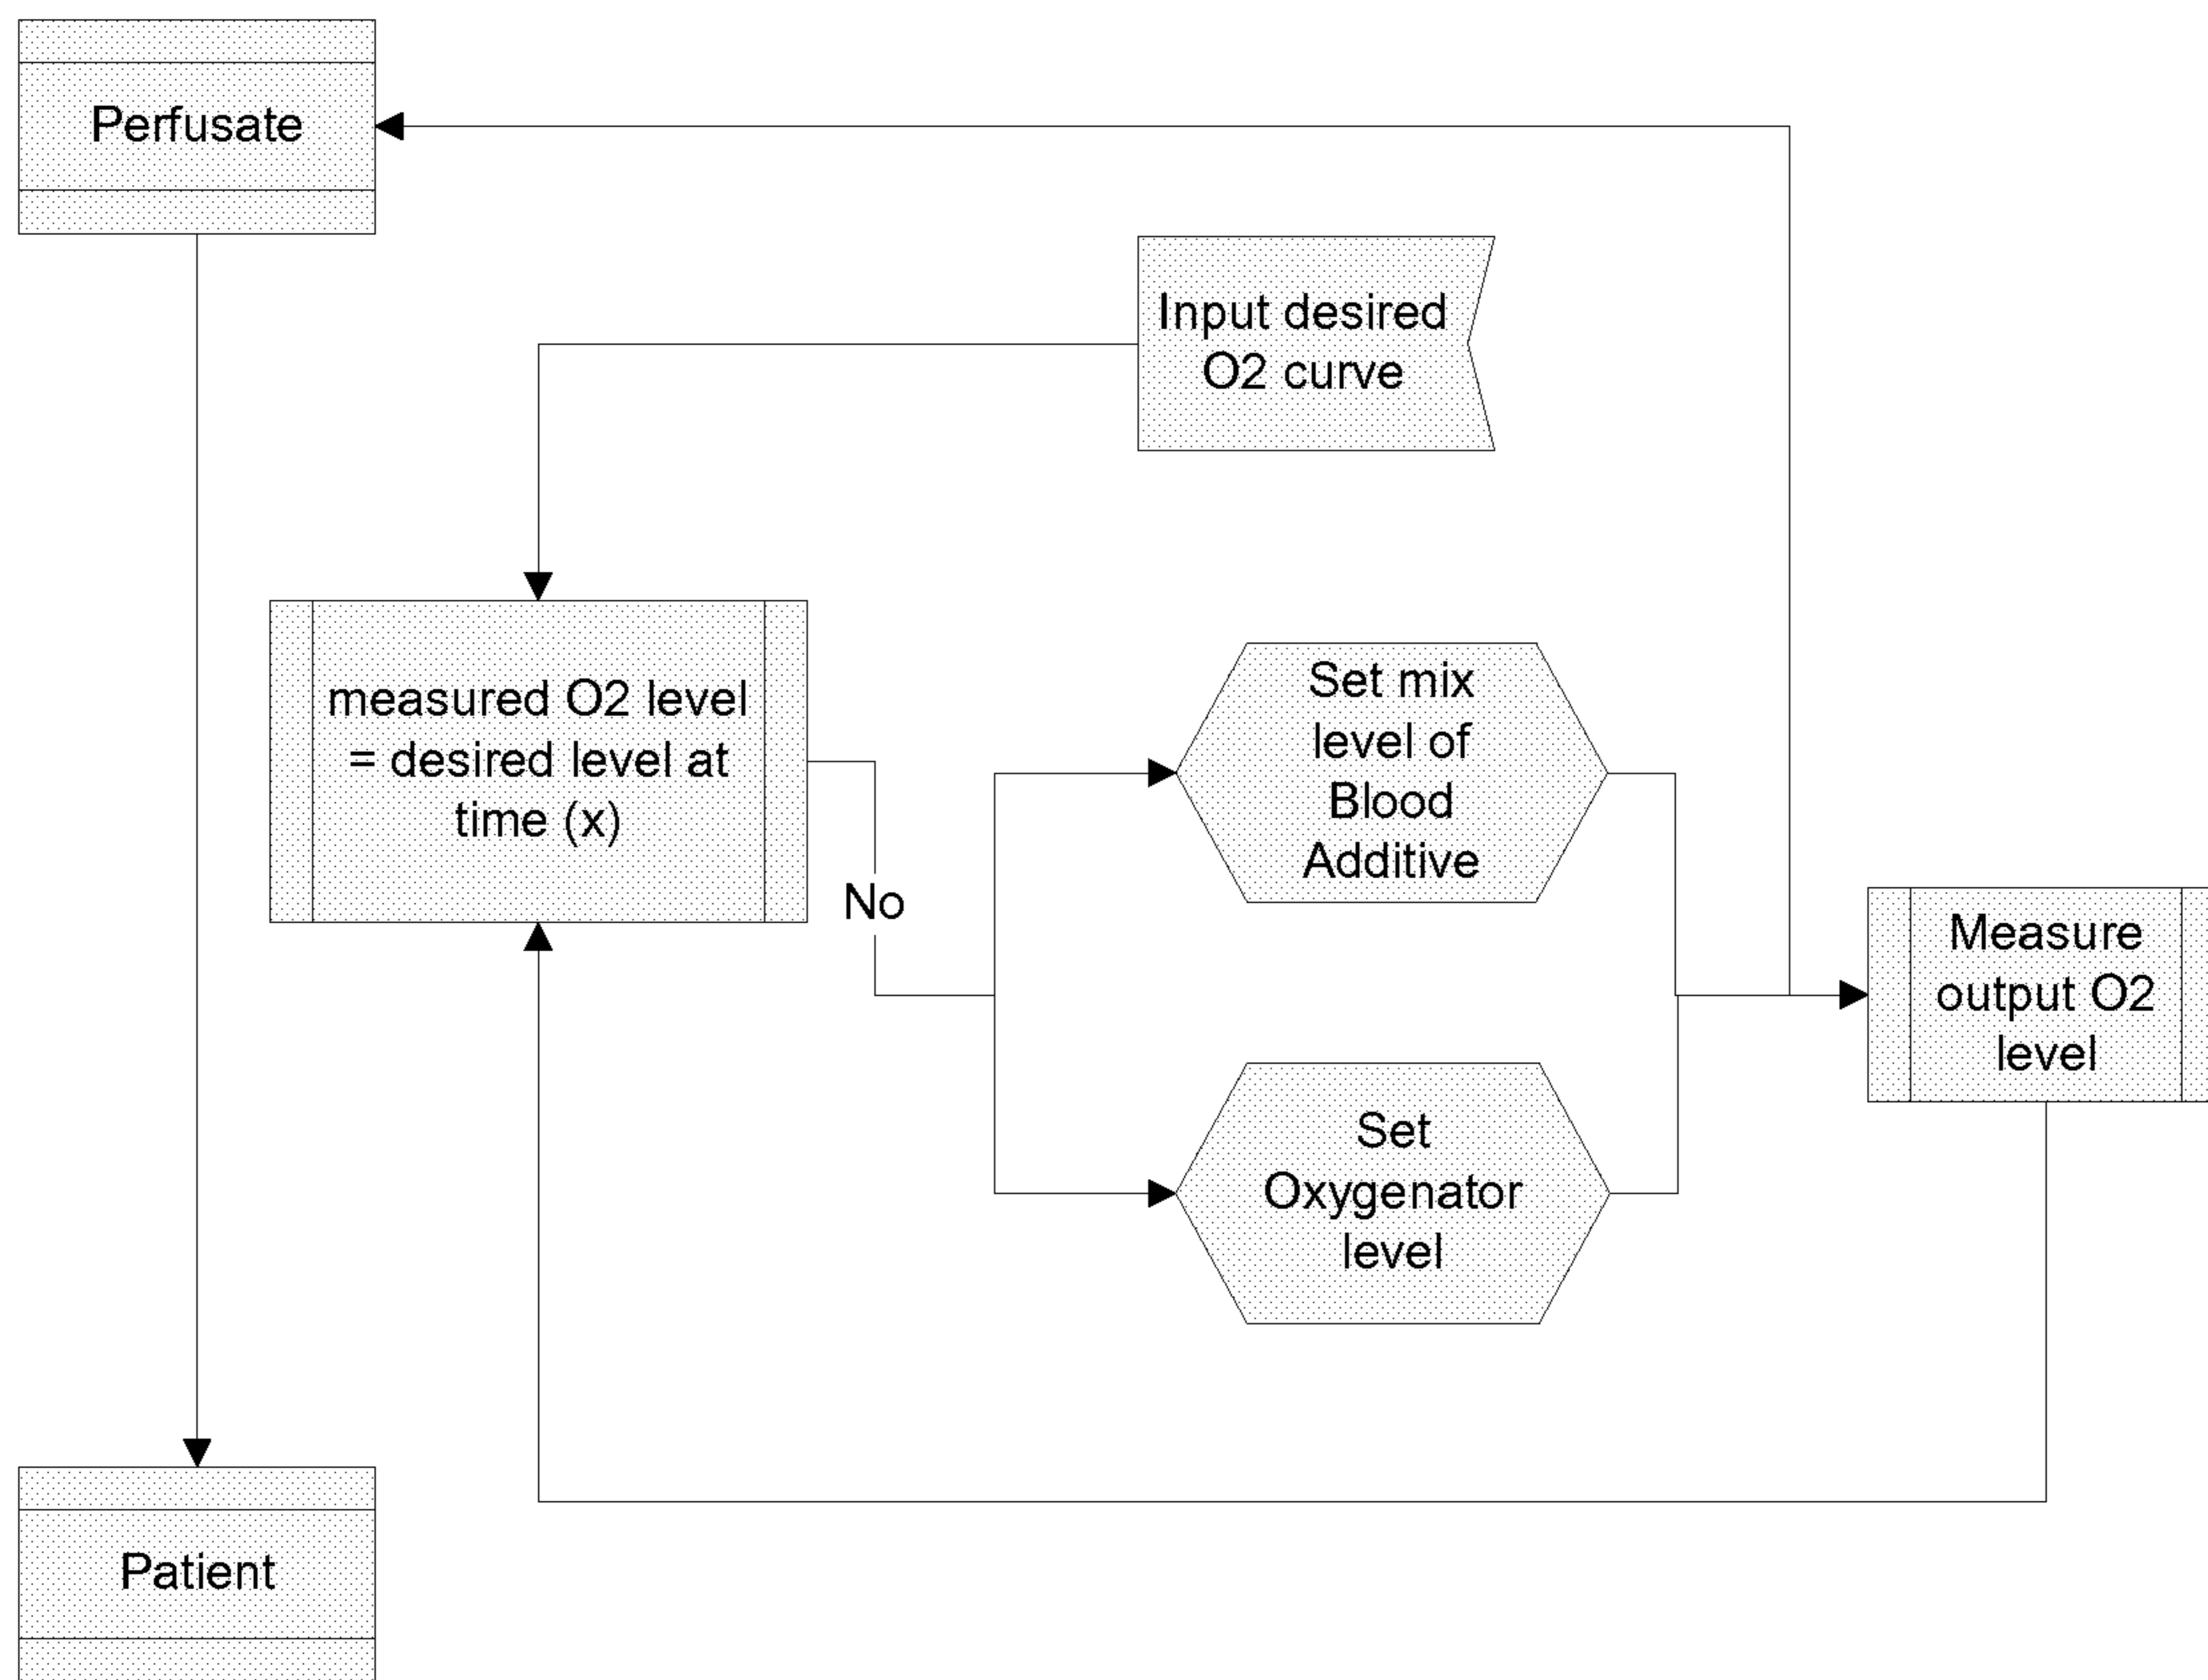 Perfusate
Input desired
O2 curve
measured O2 level
= desired level at
time (x)
No
Set mix
level of
Blood
Additive
Measure
output O2
level
Set
Oxygenator
level
Patient